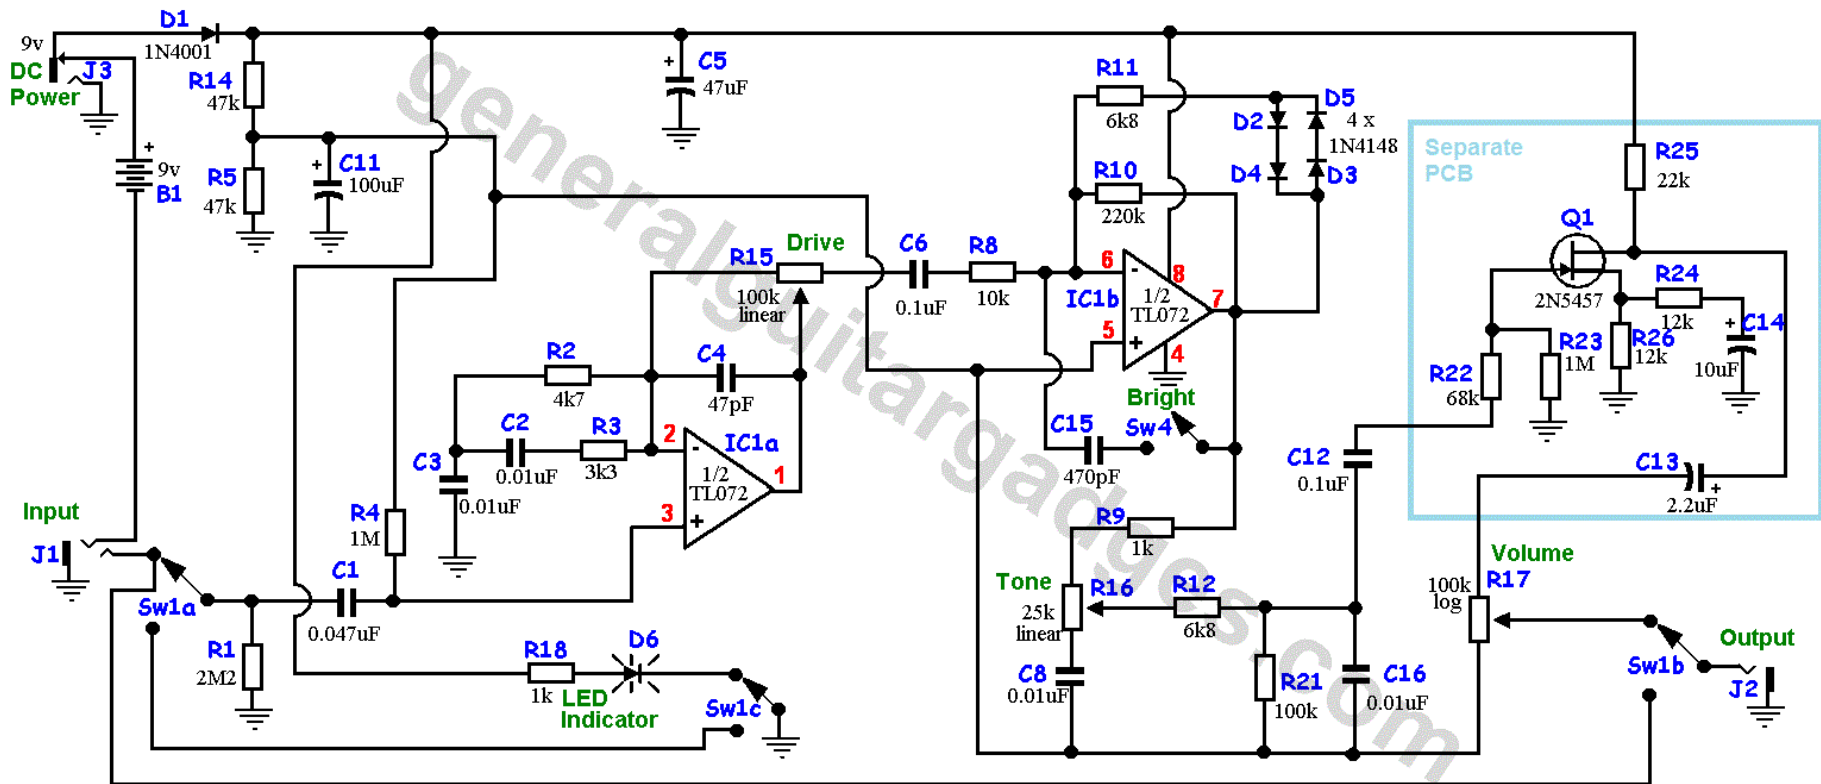 D1
1N4001
9v
DC
Power
J3
R14
47k
C5
47uF
R11
6k8
D5
4 x
1N4148
D2
D4
D3
Separate
PCB
R25
22k
9v
B1
R5
47k
C11
100uF
R10
220k
Q1
2N5457
Drive
R15
100k
linear
C6
0.1uF
R8
10k
6
8
IC1b
1/2
TL072
7
5
4
R24
12k
C14
10uF
R26
12k
R23
1M
R22
68k
R2
4k7
C4
47pF
Bright
Sw4
C15
470pF
C2
0.01uF
R3
3k3
2
IC1a
1
1/2
TL072
3
C3
0.01uF
C12
0.1uF
C13
+
2.2uF
Input
J1
R4
1M
C1
0.047uF
R9
1k
Tone
R16
25k
linear
R12
6k8
Volume
R17
100k
log
Sw1a
R1
2M2
R18
1k
D6
LED
Indicator
Sw1c
C8
0.01uF
R21
100k
C16
0.01uF
Output
Sw1b
J2
generalguitargadgets.com